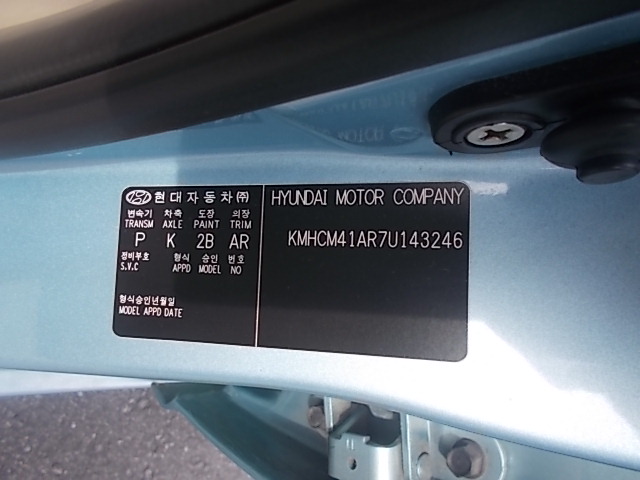 현대자동차㈜
변속기 차축 도장 의장
TRANSM AXLE PAINT TRIM
P K 2B AR
정비부호 형식 승인 번호
S.V.C APPD MODEL NO
형식승인년월일
MODEL APPD DATE
HYUNDAI MOTOR COMPANY
KMHCM41AR7U143246